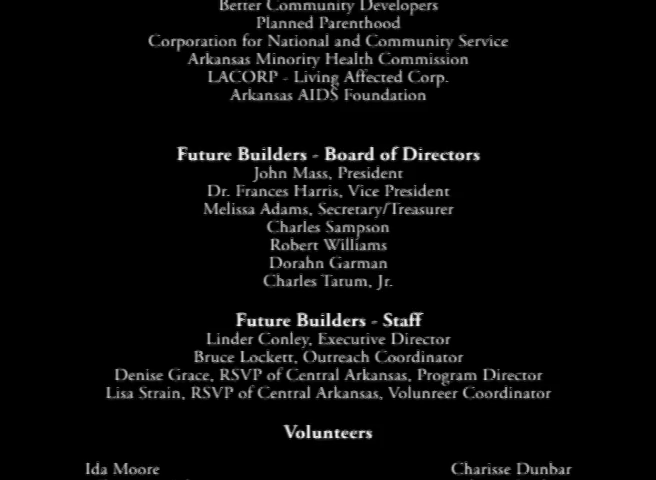 Better Community Developers
Planned Parenthood
Corporation for National and Community Service
Arkansas Minority Health Commission
LACORP - Living Affected Corp.
Arkansas AIDS Foundation
Future Builders - Board of Directors
John Mass, President
Dr. Frances Harris, Vice President
Melissa Adams, Secretary/Treasurer
Charles Sampson
Robert Williams
Dorahn Garman
Charles Tatum, Jr.
Future Builders - Staff
Linder Conley, Executive Director
Bruce Lockett, Outreach Coordinator
Denise Grace, RSVP of Central Arkansas, Program Director
Lisa Strain, RSVP of Central Arkansas, Volunteer Coordinator
Volunteers
Ida Moore
Charisse Dunbar